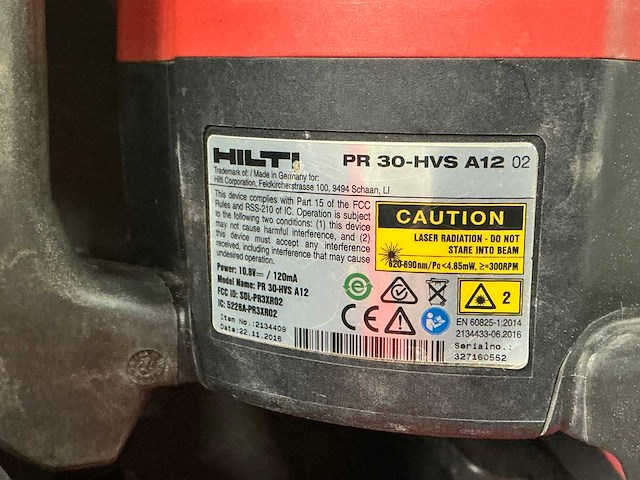 HILTI PR 30-HVS A12 02
Trademark of: / Made in Germany for:
Hilti Corporation, Feldkircherstrasse 100, 9494 Schaan, LI
This device complies with Part 15 of the FCC
Rules and RSS-210 of IC. Operation is subject
to the following two conditions: (1) this device
may not cause harmful interference, and (2)
this device must accept any interference
received, including interference that may cause
undesired operation.
Power: 10.8V⎓ / 120mA
Model Name: PR 30-HVS A12
FCC ID: SDL-PR3XR02
IC: 5228A-PR3XR02
Item No.:2134409
Date:22.11.2016
CAUTION
LASER RADIATION - DO NOT
STARE INTO BEAM
620-690nm/Po<4.85mW, ≥=300RPM
e
2
CE
EN 60825-1:2014
2134433-06.2016
Serialno.:
327160552